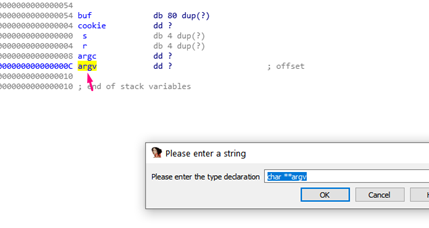 0000000000000054
0000000000000054 buf db 80 dup(?)
0000000000000004 cookie dd ?
0000000000000000 s db 4 dup(?)
0000000000000004 r db 4 dup(?)
0000000000000008 argc dd ?
000000000000000C argv dd ? ; offset
0000000000000010
0000000000000010 ; end of stack variables
Please enter a string
Please enter the type declaration char **argv
OK Cancel